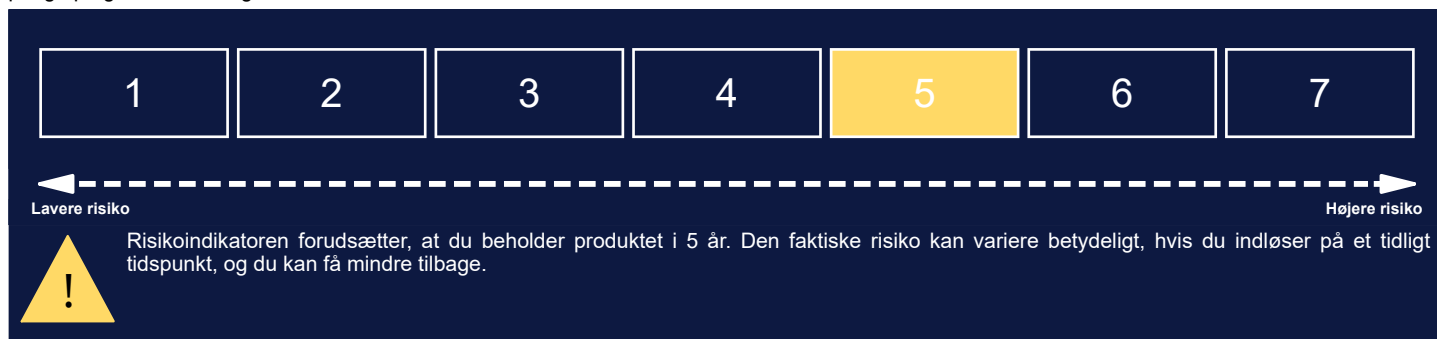 1 2 3 4 5 6 7
Lavere risiko Højere risiko
Risikoindikatoren forudsætter, at du beholder produktet i 5 år. Den faktiske risiko kan variere betydeligt, hvis du indløser på et tidligt
tidspunkt, og du kan få mindre tilbage.
!